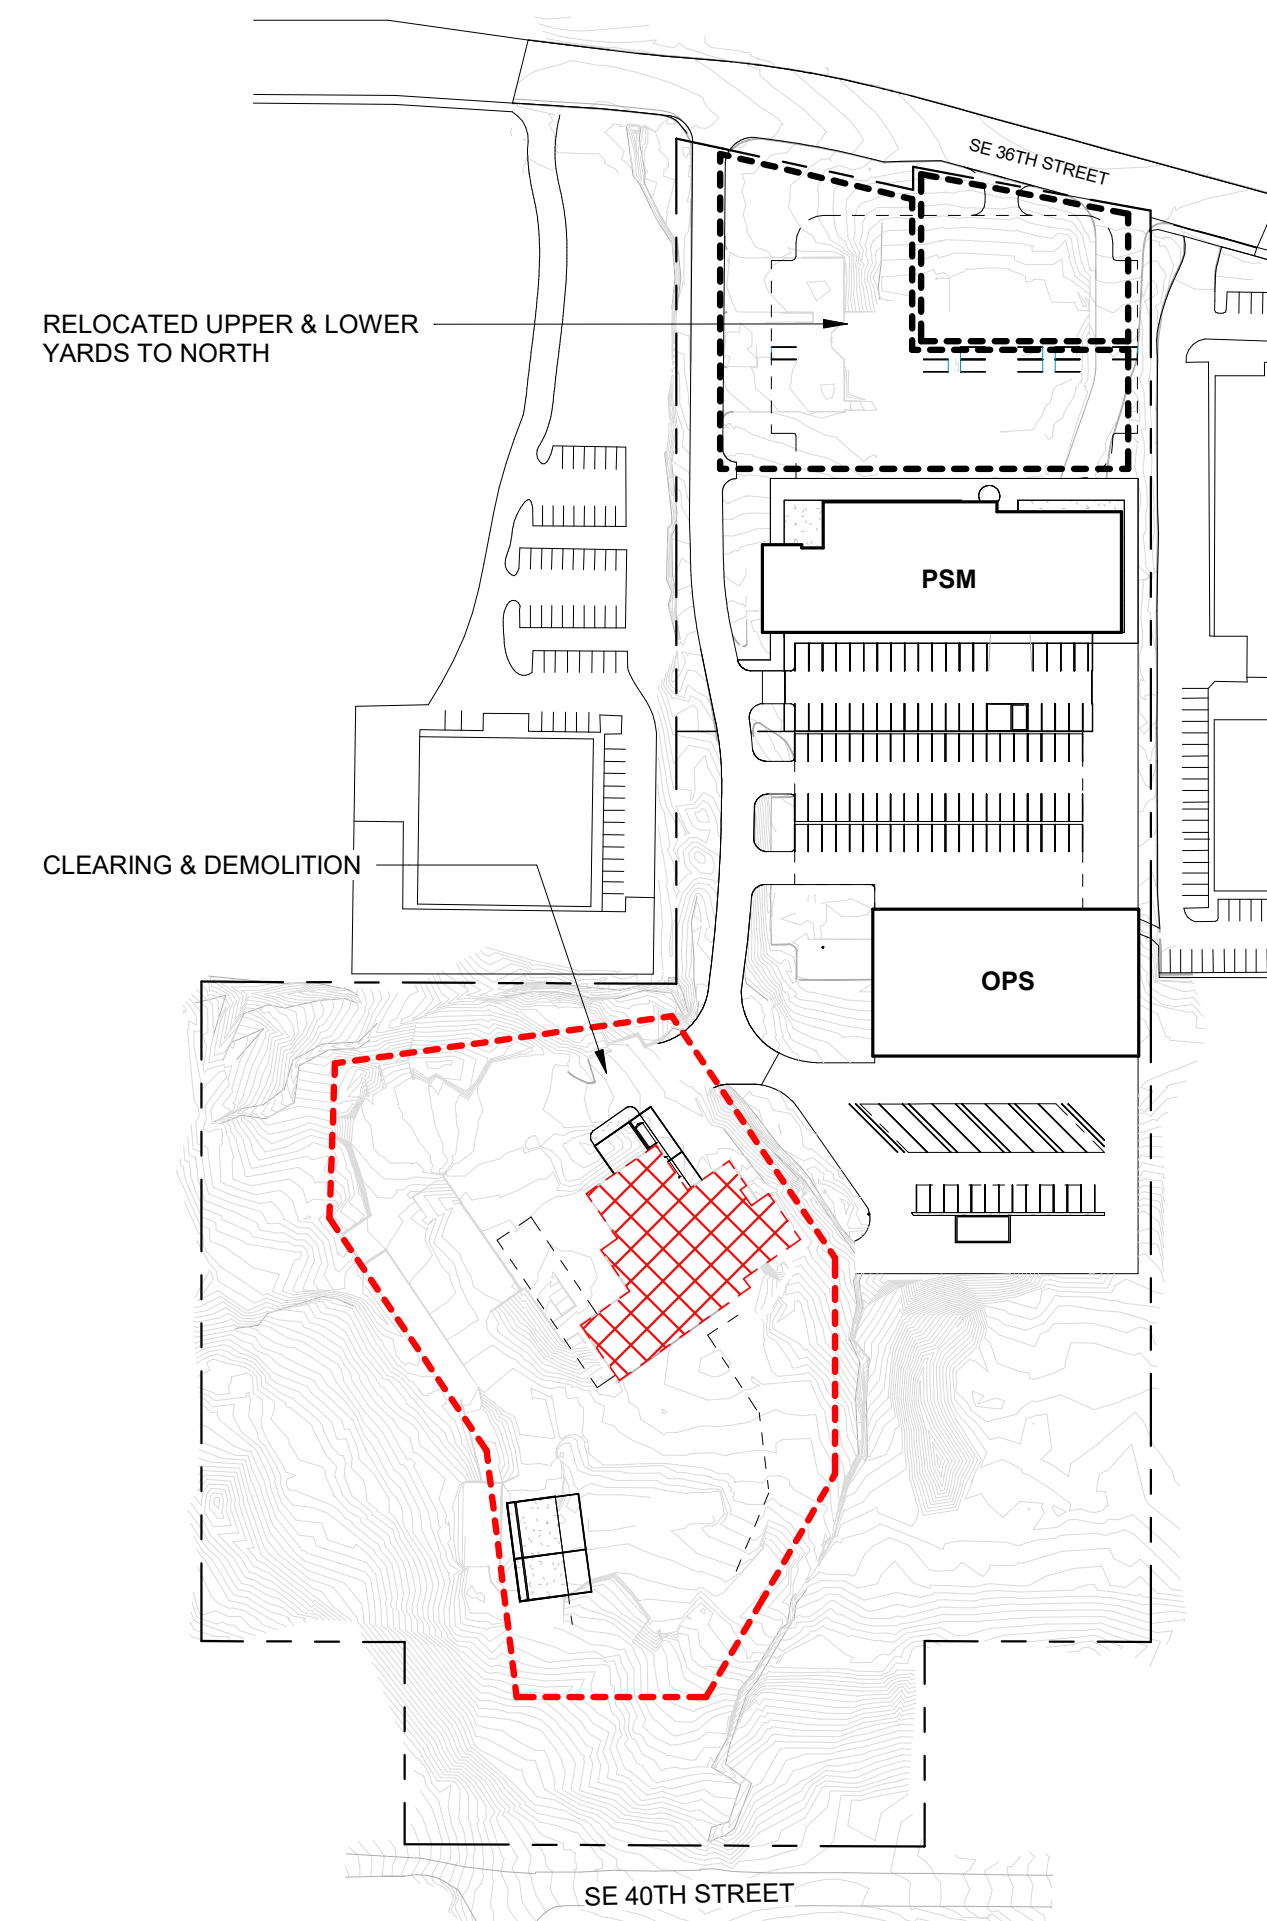 SE 36TH STREET
RELOCATED UPPER & LOWER
YARDS TO NORTH
PSM
CLEARING & DEMOLITION
OPS
SE 40TH STREET